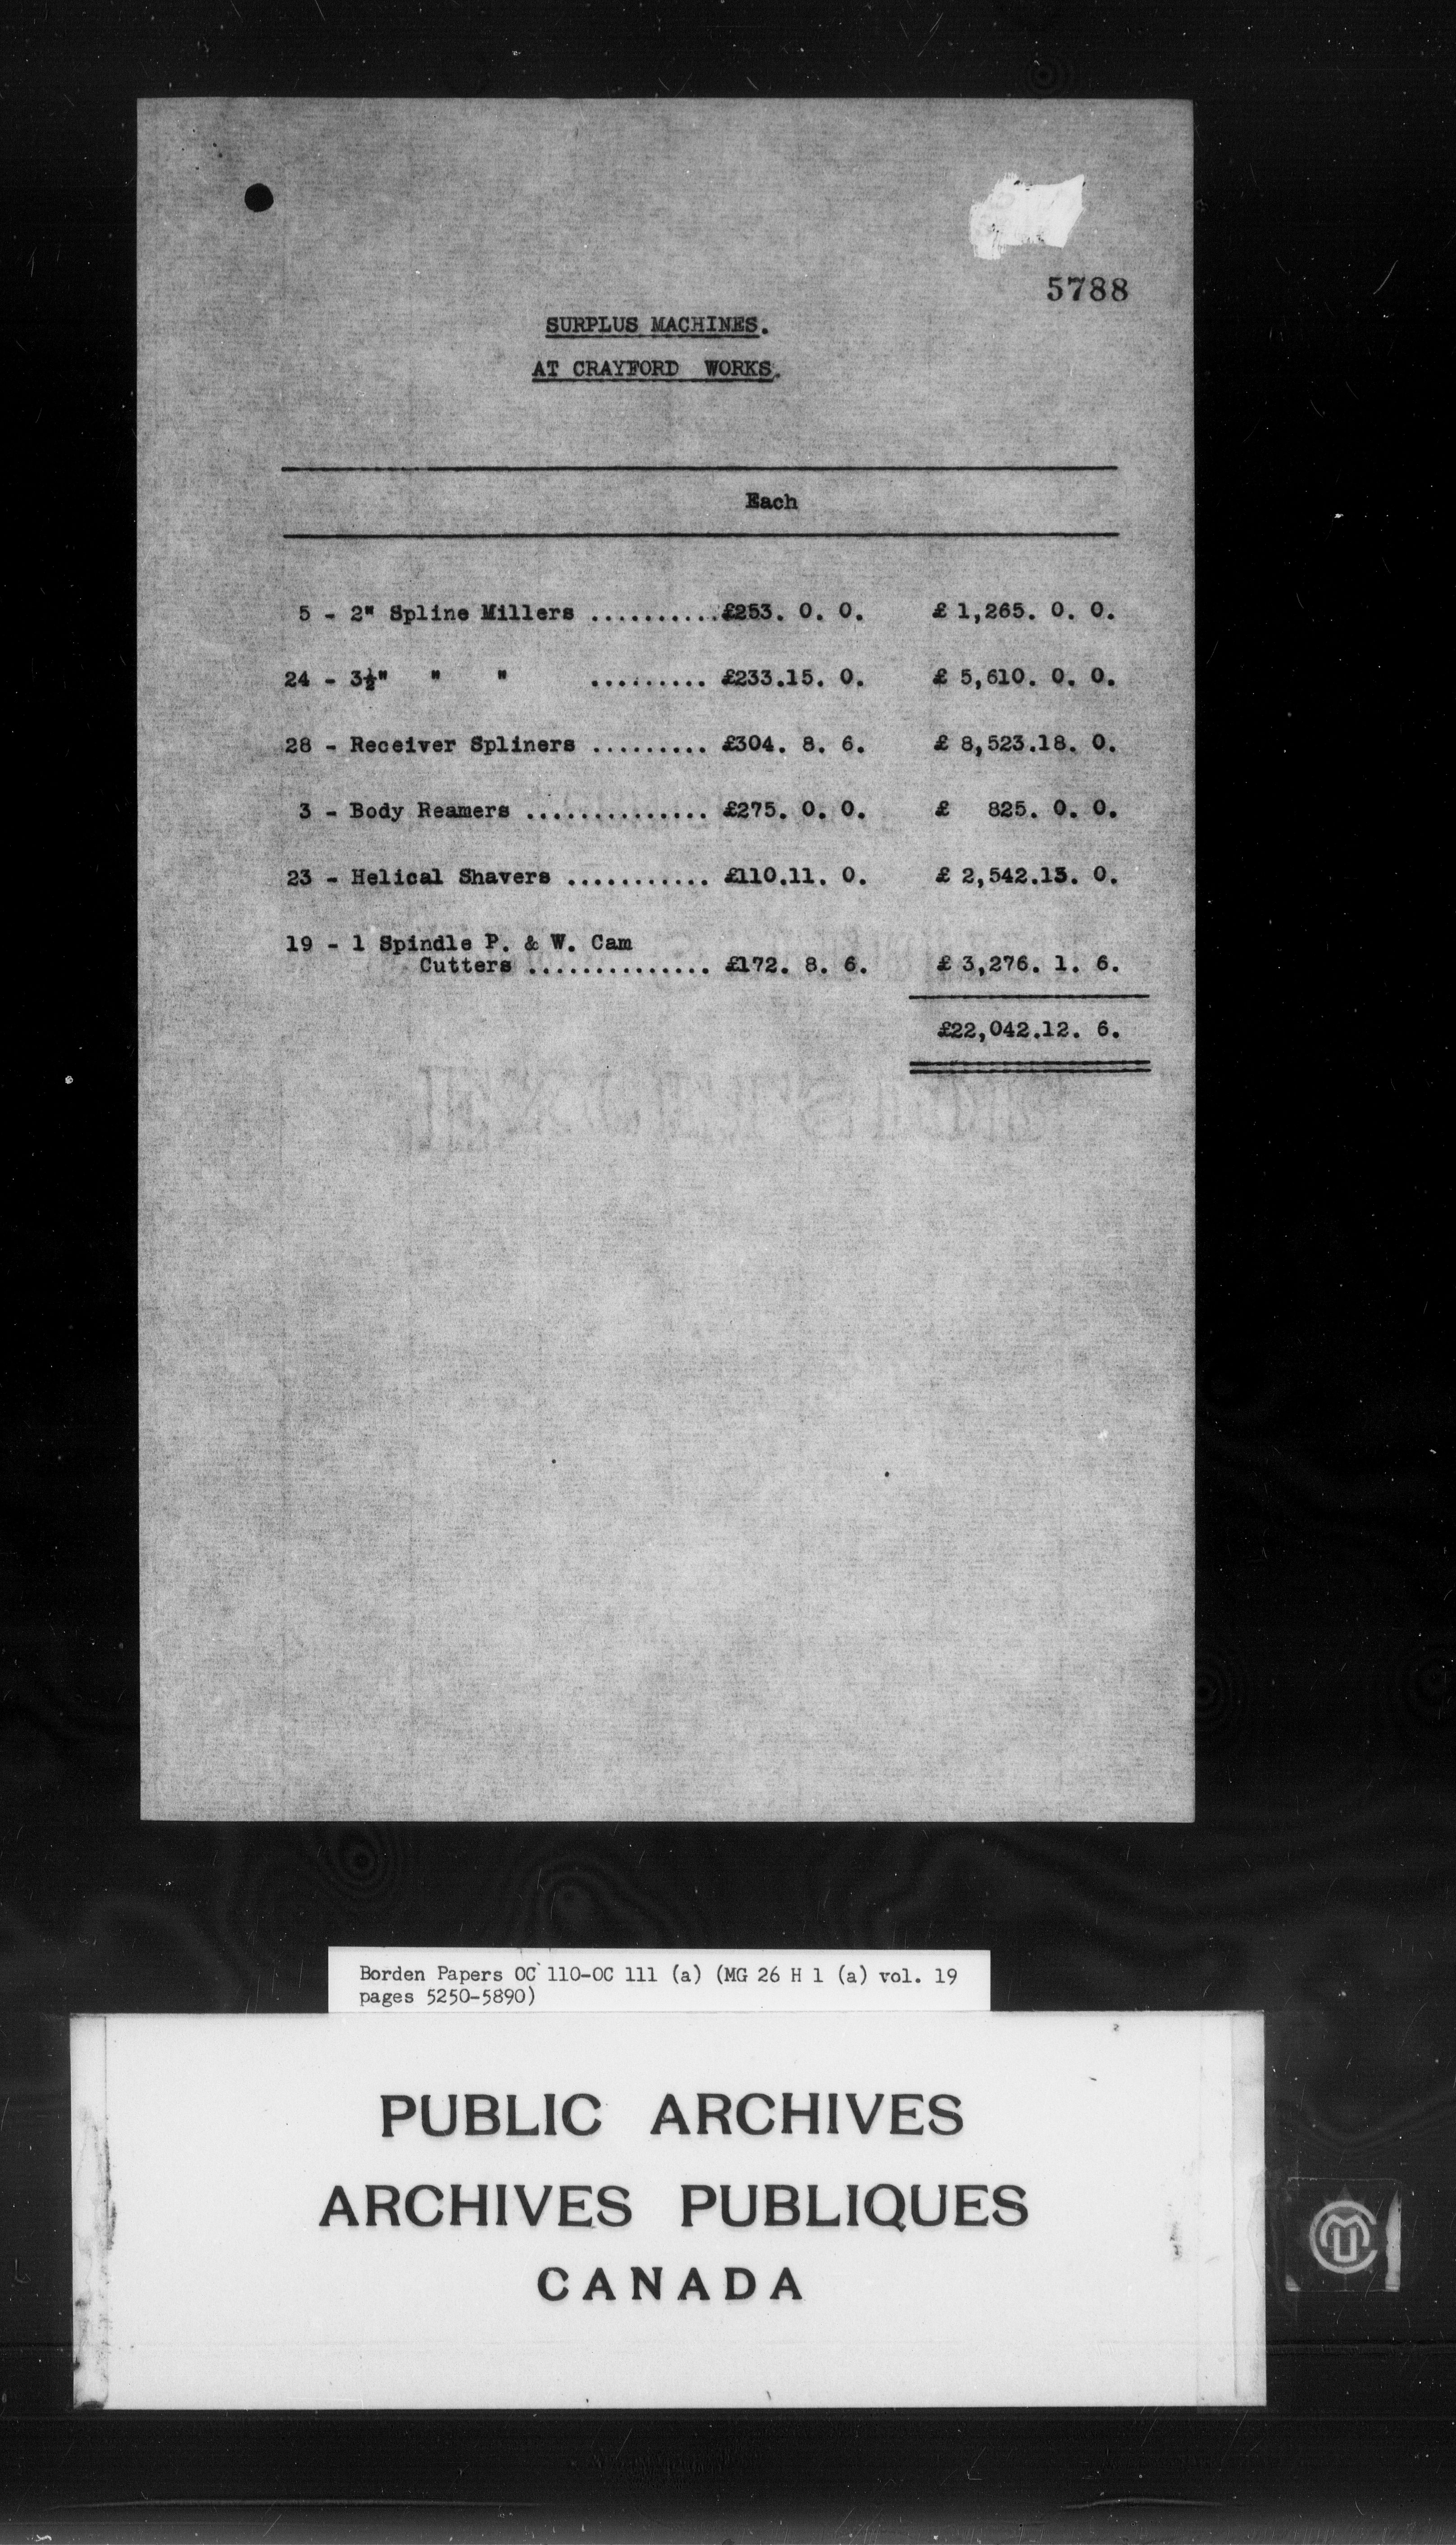 5788
SURPLUS MACHINES.
AT CRAYFORD WORKS.
Each
5 - 2" Spline Millers ..........£253. 0. 0. £ 1,265. 0. 0.
24 - 3½" " " ......... £233.15. 0. £ 5,610. 0. 0.
28 - Receiver Spliners ......... £304. 8. 6. £ 8,523.18. 0.
3 - Body Reamers .............. £275. 0. 0. £ 825. 0. 0.
23 - Helical Shavers ........... £110.11. 0. £ 2,542.13. 0.
19 - 1 Spindle P. & W. Cam
Cutters .............. £172. 8. 6. £ 3,276. 1. 6.
£22,042.12. 6.
Borden Papers OC 110-OC 111 (a) (MG 26 H 1 (a) vol. 19
pages 5250-5890)
PUBLIC ARCHIVES
ARCHIVES PUBLIQUES
CANADA